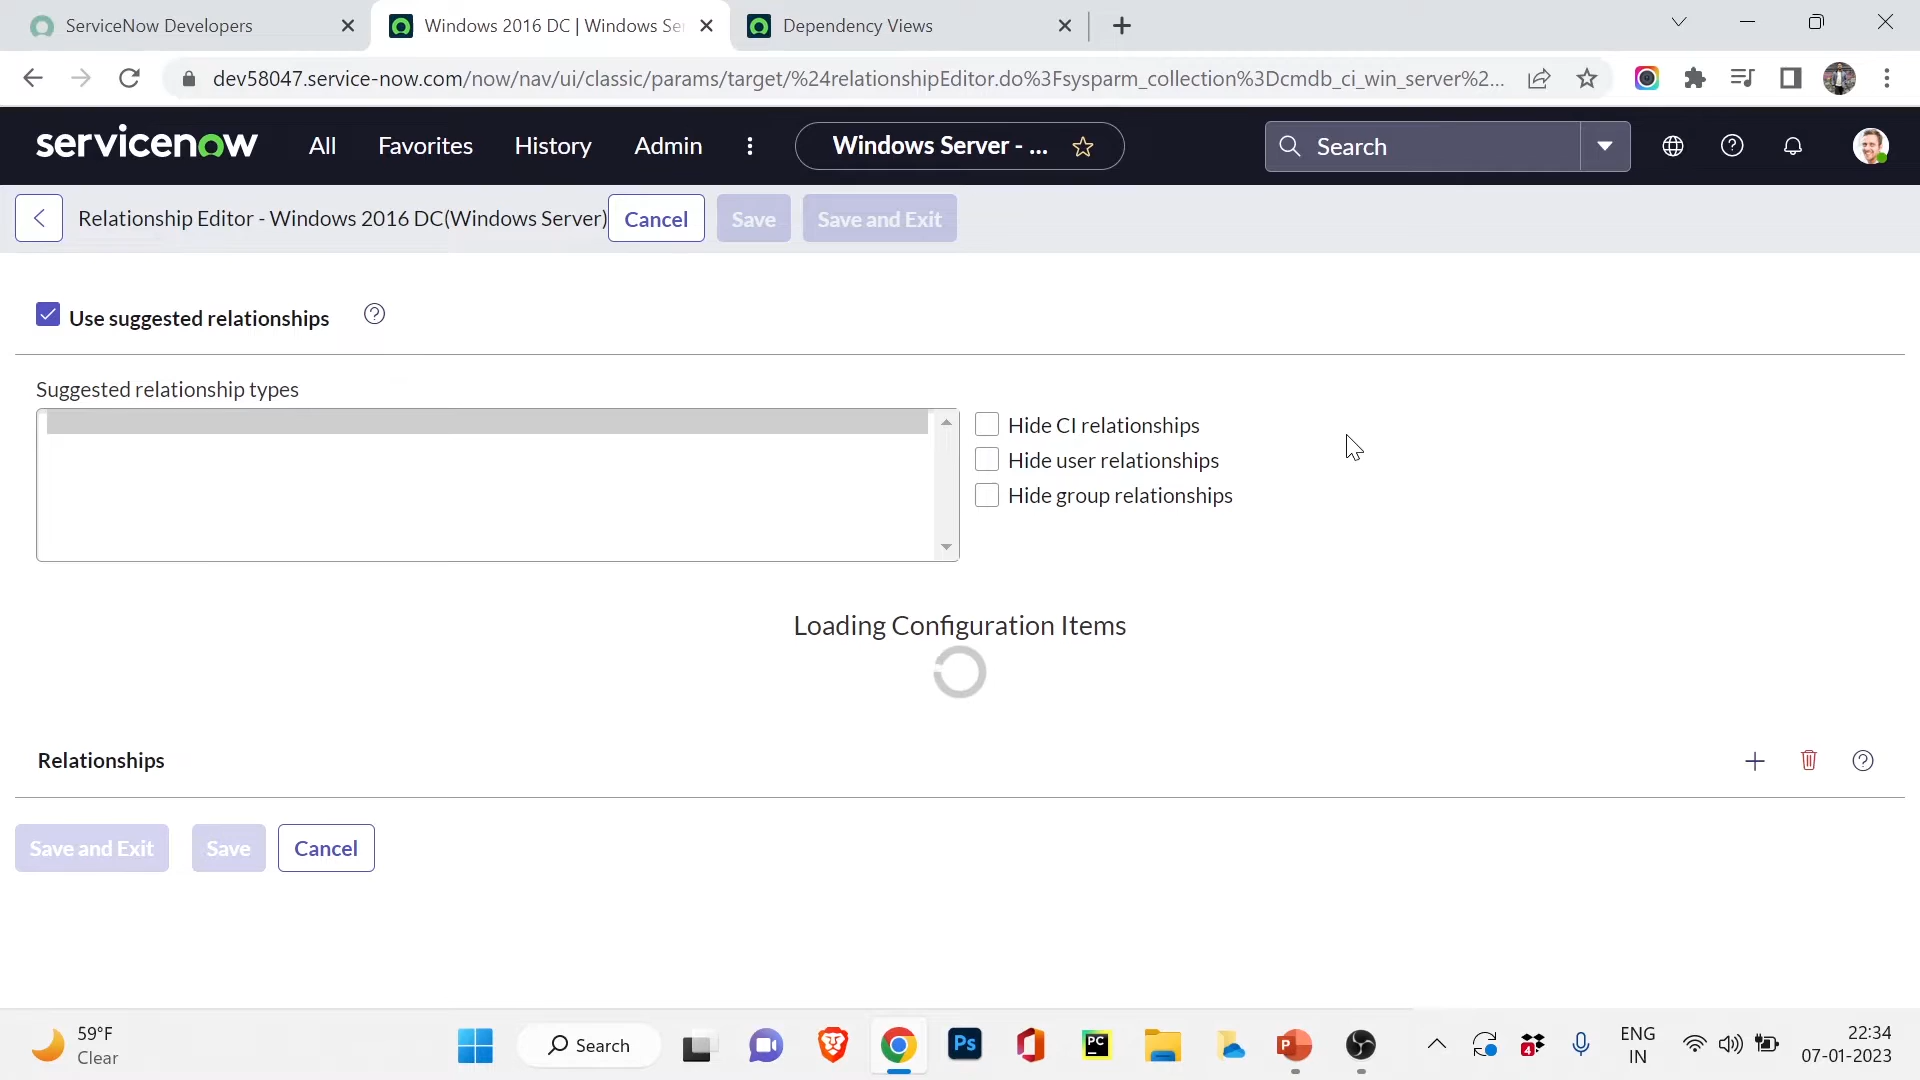 ServiceNow Developers
Windows 2016 DC | Windows Se
Dependency Views
dev58047.service-now.com/now/nav/ui/classic/params/target/%24relationshipEditor.do%3Fsysparm_collection%3Dcmdb_ci_win_server%2...
servicenow
All
Favorites
History
Admin
Windows Server - ...
Search
Relationship Editor - Windows 2016 DC(Windows Server)
Cancel
Save
Save and Exit
Use suggested relationships
Suggested relationship types
Hide CI relationships
Hide user relationships
Hide group relationships
Loading Configuration Items
Relationships
Save and Exit
Save
Cancel
59°F
Clear
Search
Ps
PC
P
4
ENG
IN
22:34
07-01-2023